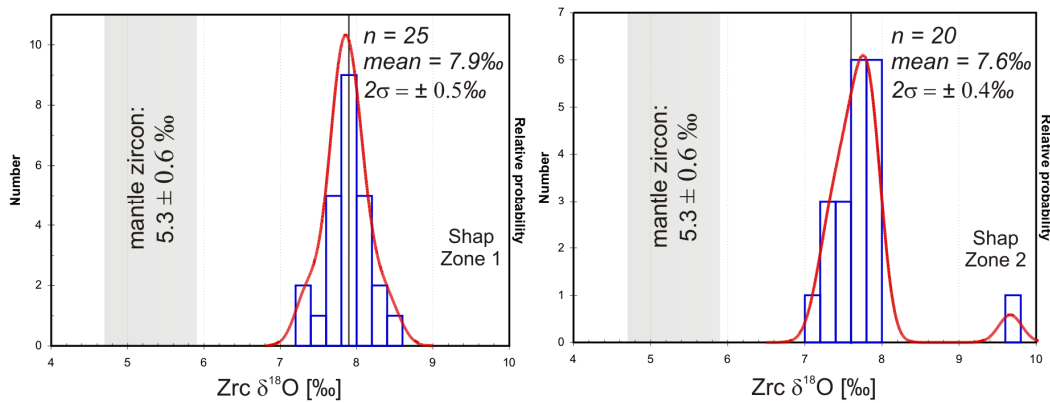 n = 25
mean = 7.9‰
2σ = ± 0.5‰
mantle zircon:
5.3 ± 0.6 ‰
Shap
Zone 1
Number
Relative probability
10
8
6
4
2
0
4
5
6
7
8
9
10
Zrc δ¹⁸O [‰]
n = 20
mean = 7.6‰
2σ = ± 0.4‰
mantle zircon:
5.3 ± 0.6 ‰
Shap
Zone 2
Number
Relative probability
7
6
5
4
3
2
1
0
4
5
6
7
8
9
10
Zrc δ¹⁸O [‰]